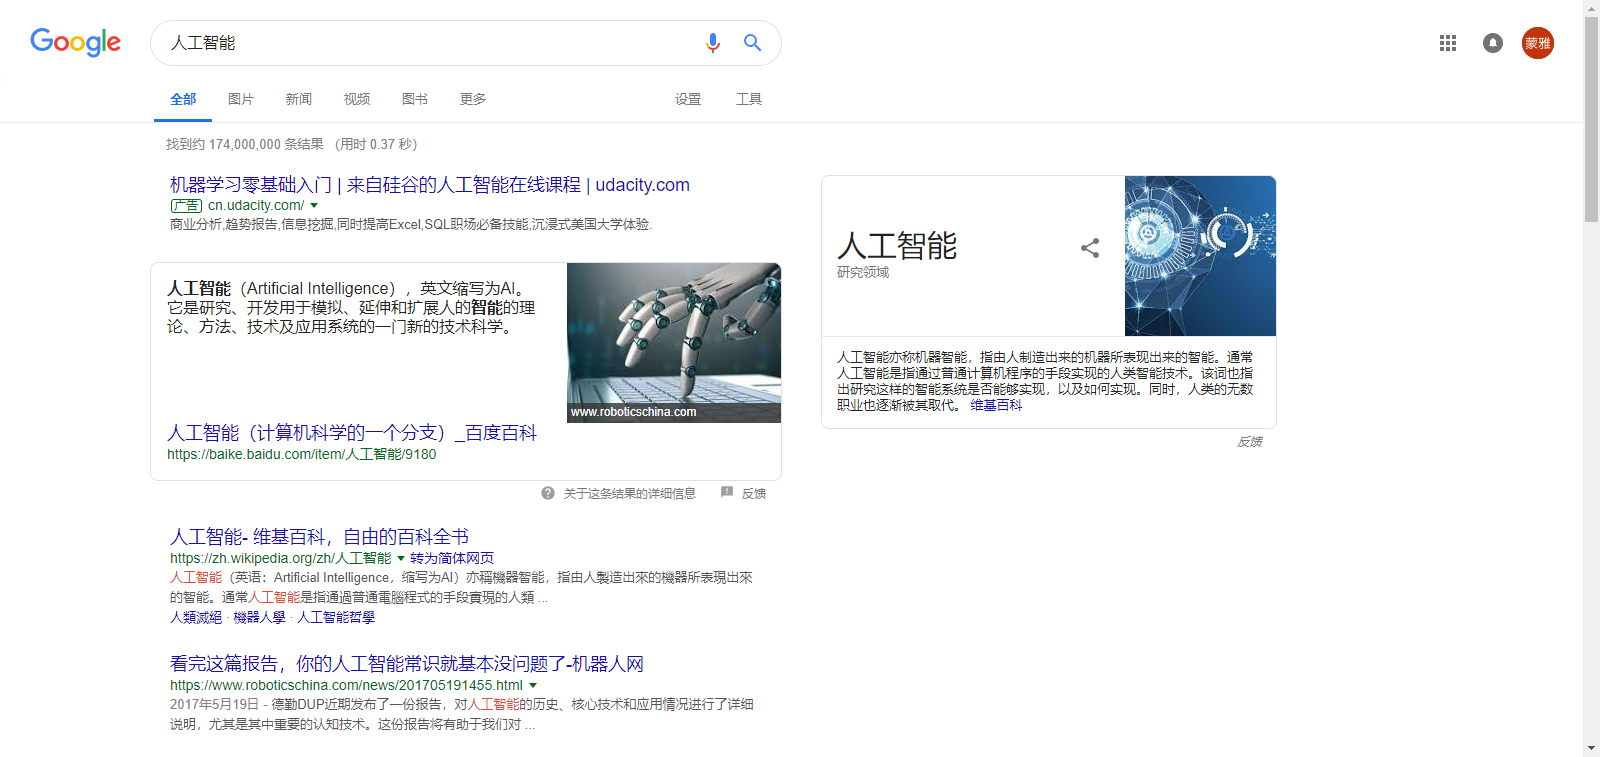 Google
人工智能
蒙雅
全部 图片 新闻 视频 图书 更多 设置 工具
找到约 174,000,000 条结果 （用时 0.37 秒）
机器学习零基础入门 | 来自硅谷的人工智能在线课程 | udacity.com
广告 cn.udacity.com/
商业分析,趋势报告,信息挖掘,同时提高Excel,SQL职场必备技能,沉浸式美国大学体验.
人工智能（Artificial Intelligence），英文缩写为AI。
它是研究、开发用于模拟、延伸和扩展人的智能的理
论、方法、技术及应用系统的一门新的技术科学。
www.roboticschina.com
人工智能（计算机科学的一个分支）_百度百科
https://baike.baidu.com/item/人工智能/9180
关于这条结果的详细信息 反馈
人工智能- 维基百科，自由的百科全书
https://zh.wikipedia.org/zh/人工智能 转为简体网页
人工智能（英语：Artificial Intelligence，缩写为AI）亦稱機器智能，指由人製造出來的機器所表現出來
的智能。通常人工智能是指通過普通電腦程式的手段實現的人類 ...
人類滅絕 · 機器人學 · 人工智能哲學
看完这篇报告，你的人工智能常识就基本没问题了-机器人网
https://www.roboticschina.com/news/201705191455.html
2017年5月19日 - 德勤DUP近期发布了一份报告，对人工智能的历史、核心技术和应用情况进行了详细
说明，尤其是其中重要的认知技术。这份报告将有助于我们对 ...
人工智能
研究领域
人工智能亦称机器智能，指由人制造出来的机器所表现出来的智能。通常
人工智能是指通过普通计算机程序的手段实现的人类智能技术。该词也指
出研究这样的智能系统是否能够实现，以及如何实现。同时，人类的无数
职业也逐渐被其取代。 维基百科
反馈